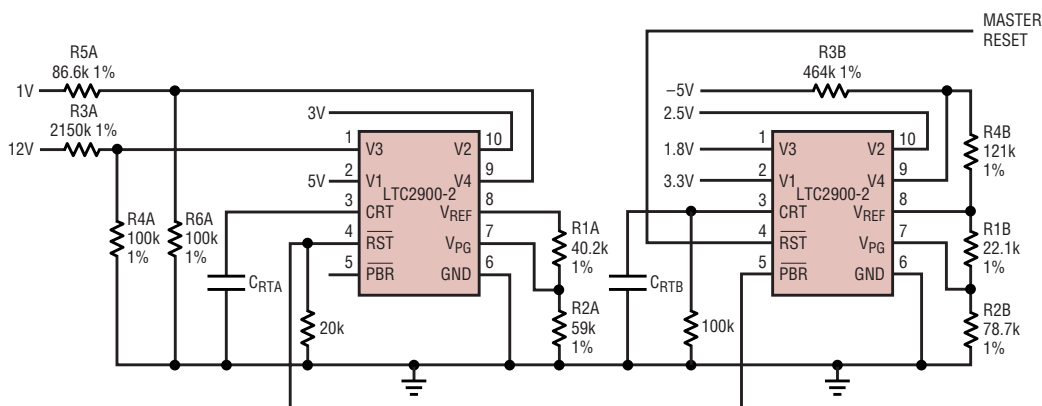 MASTER
RESET
R5A
86.6k 1%
1V
R3A
2150k 1%
12V
3V
5V
R4A
100k
1%
R6A
100k
1%
CRTA
20k
1
2
3
4
5
V3
V1
CRT
RST
PBR
LTC2900-2
V2
V4
VREF
VPG
GND
10
9
8
7
6
R1A
40.2k
1%
R2A
59k
1%
R3B
464k 1%
–5V
2.5V
1.8V
3.3V
CRTB
100k
1
2
3
4
5
V3
V1
CRT
RST
PBR
LTC2900-2
V2
V4
VREF
VPG
GND
10
9
8
7
6
R4B
121k
1%
R1B
22.1k
1%
R2B
78.7k
1%